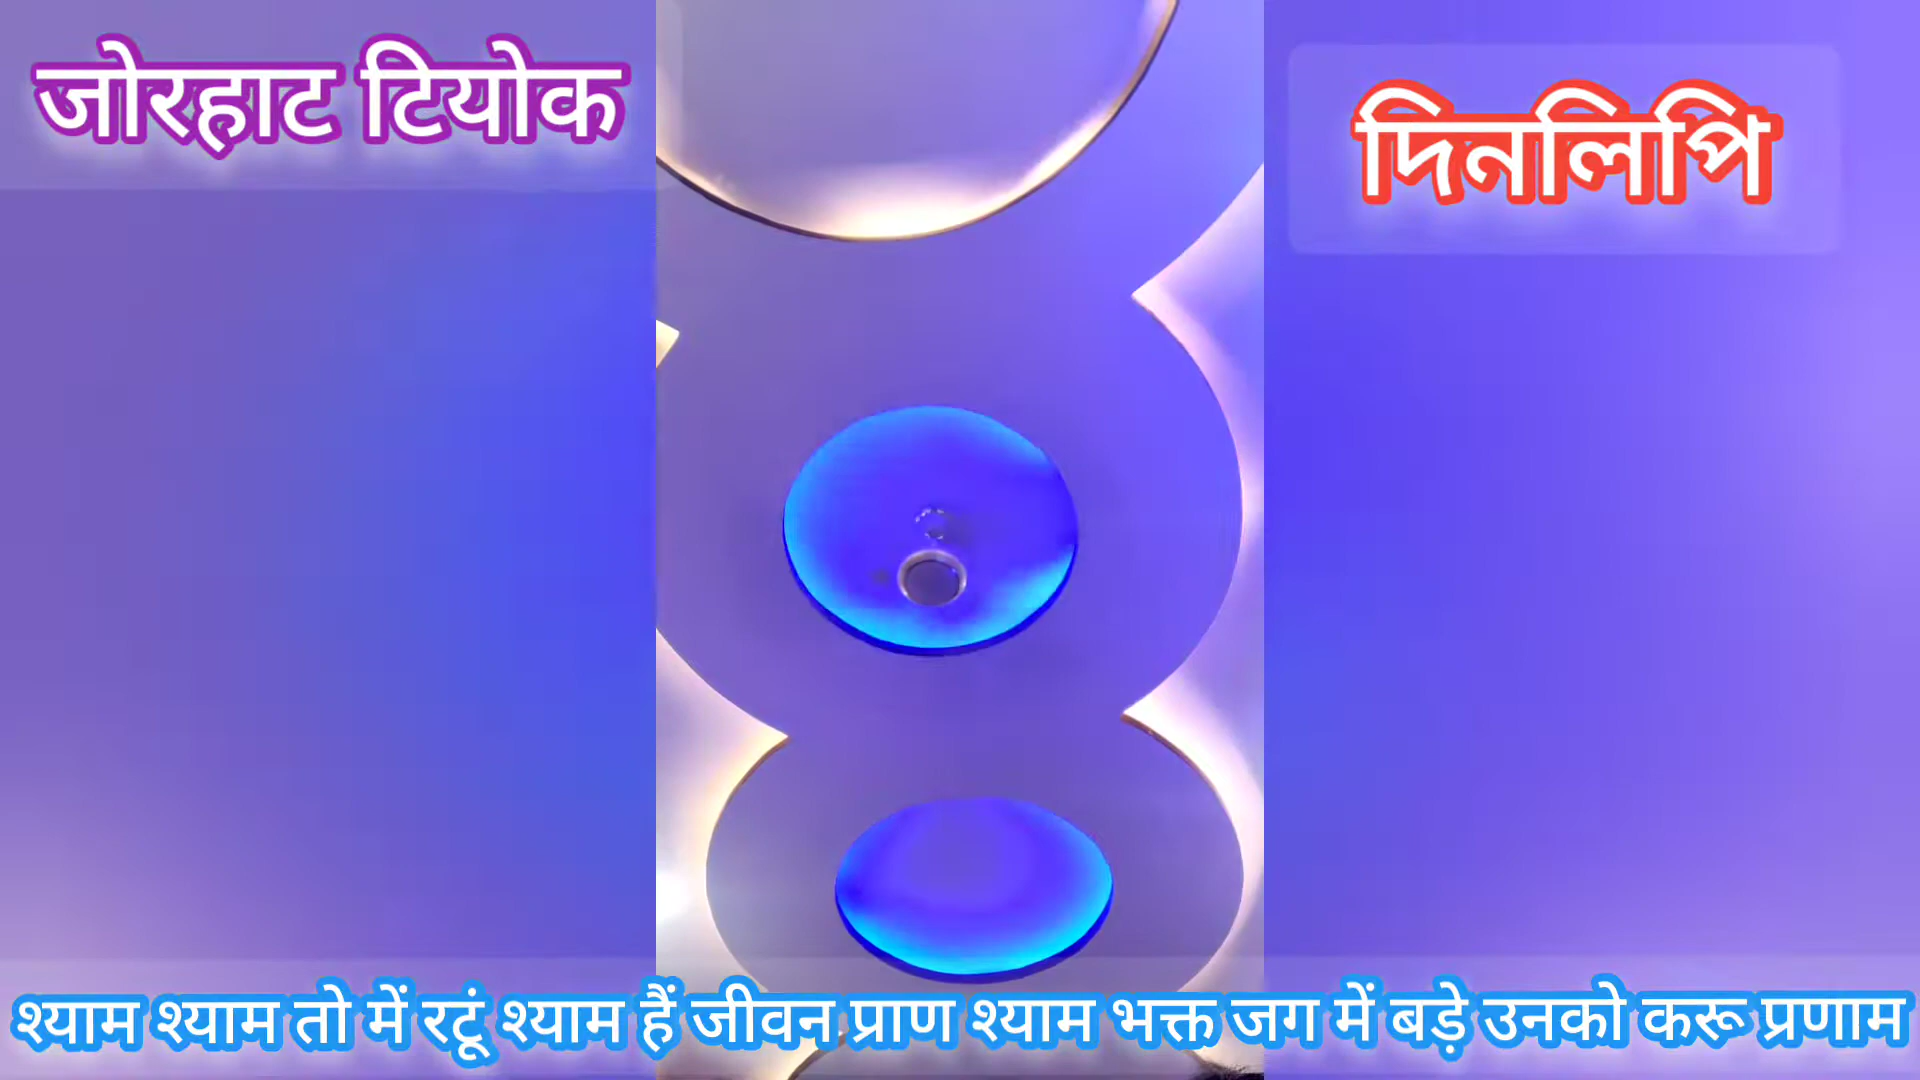 जोरहाट टियोक
दिनलिपि
श्याम श्याम तो में रटूं श्याम हैं जीवन प्राण श्याम भक्त जग में बड़े उनको करू प्रणाम